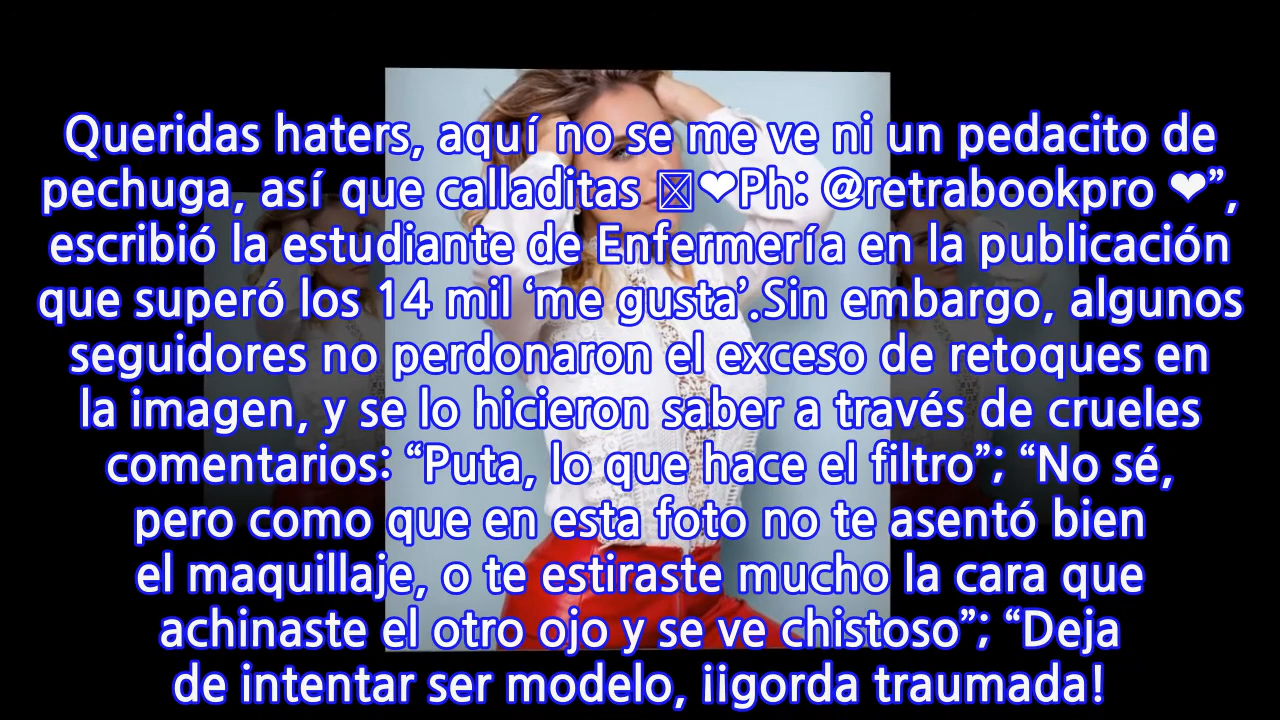 Queridas haters, aquí no se me ve ni un pedacito de
pechuga, así que calladitas ❤Ph: @retrabookpro ❤”,
escribió la estudiante de Enfermería en la publicación
que superó los 14 mil ‘me gusta’.Sin embargo, algunos
seguidores no perdonaron el exceso de retoques en
la imagen, y se lo hicieron saber a través de crueles
comentarios: “Puta, lo que hace el filtro”; “No sé,
pero como que en esta foto no te asentó bien
el maquillaje, o te estiraste mucho la cara que
achinaste el otro ojo y se ve chistoso”; “Deja
de intentar ser modelo, ¡¡gorda traumada!